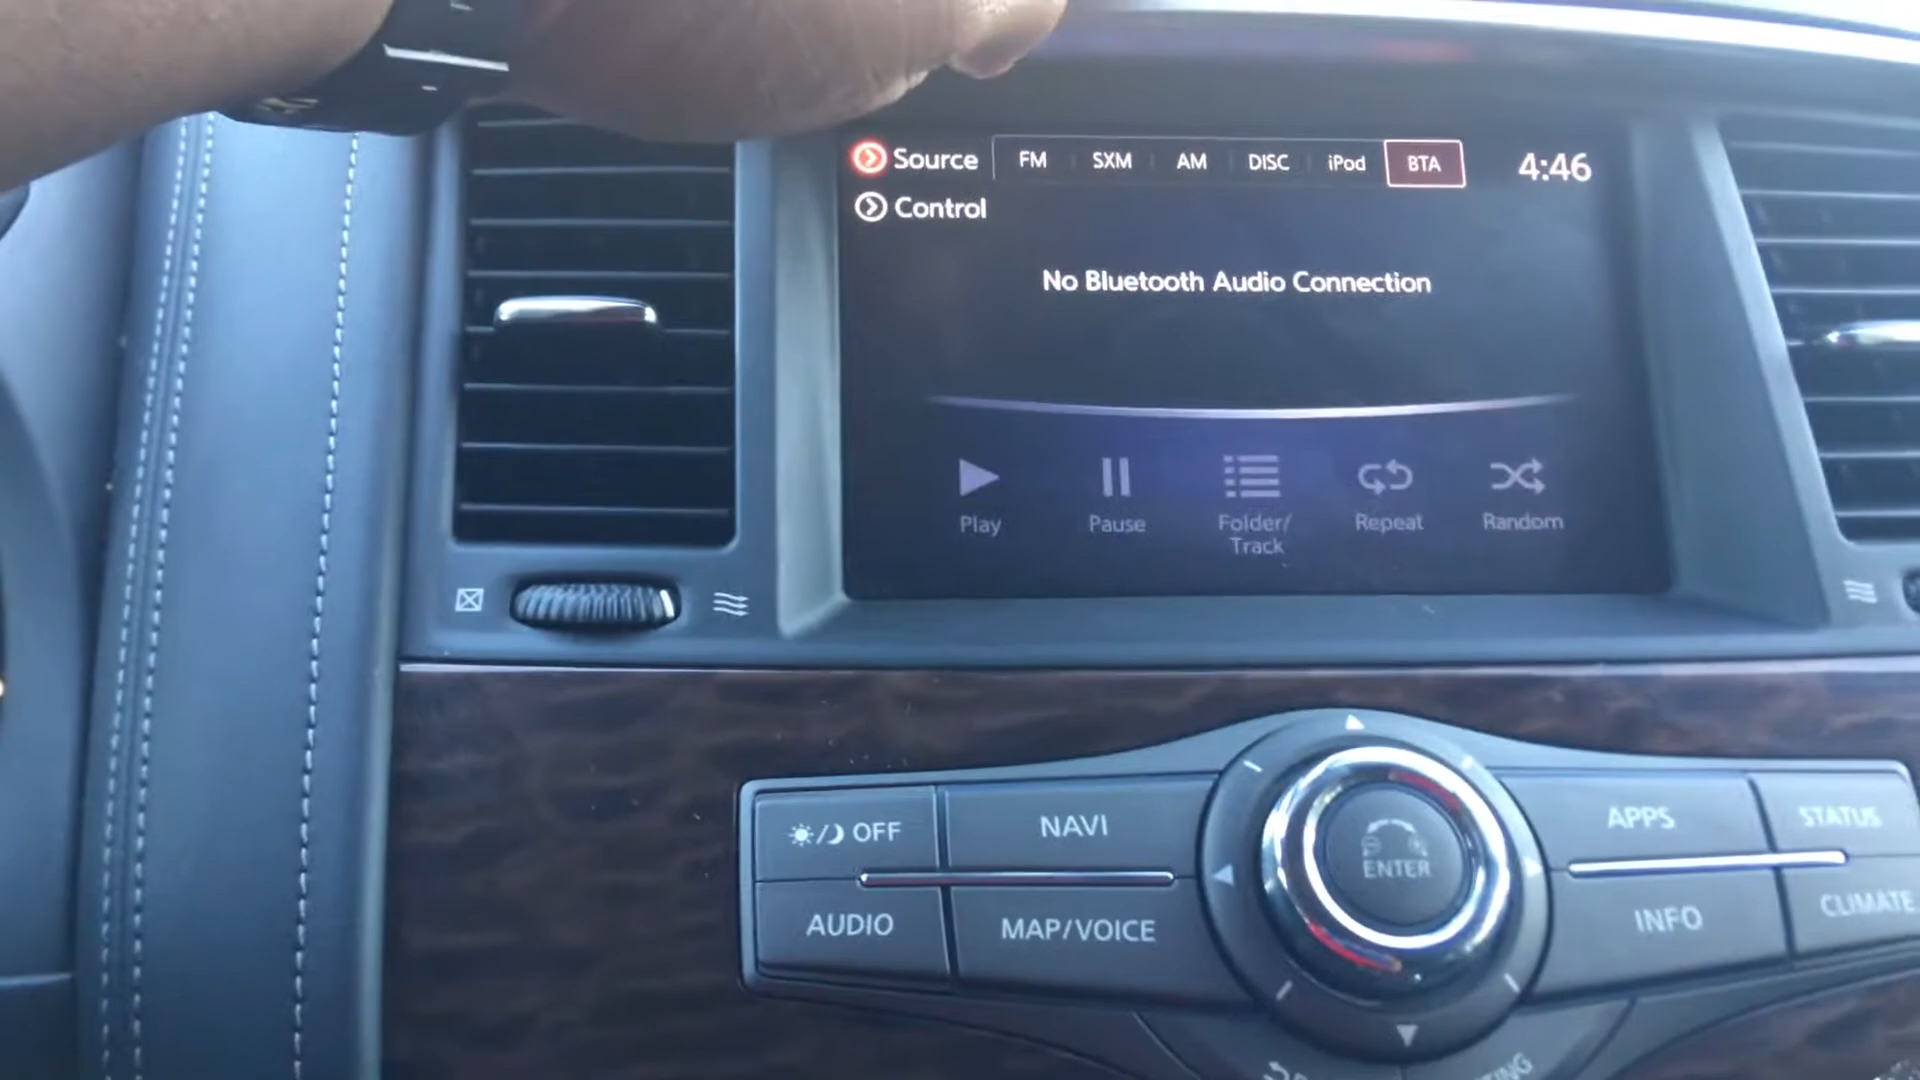 Source FM SXM AM DISC iPod BTA 4:46
Control
No Bluetooth Audio Connection
Play Pause Folder/ Repeat Random
Track
OFF NAVI APPS STATUS
ENTER
AUDIO MAP/VOICE INFO CLIMATE